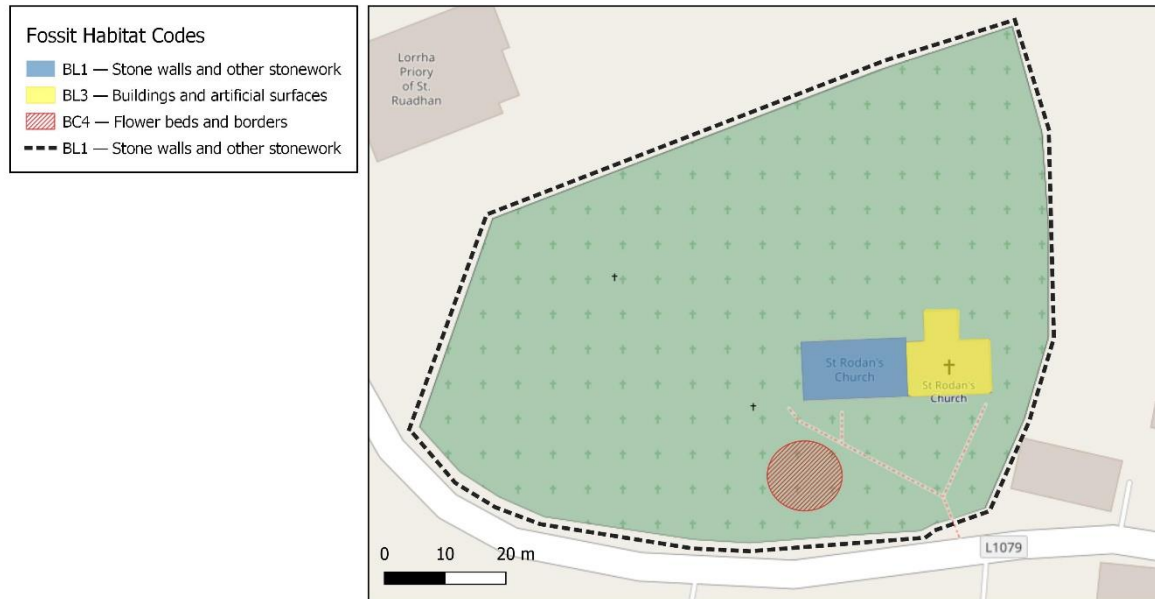 Fossit Habitat Codes
BL1 — Stone walls and other stonework
BL3 — Buildings and artificial surfaces
BC4 — Flower beds and borders
BL1 — Stone walls and other stonework
Lorrha
Priory
of St.
Ruadhan
St Rodan's
Church
St Rodan's
Church
0 10 20 m
L1079